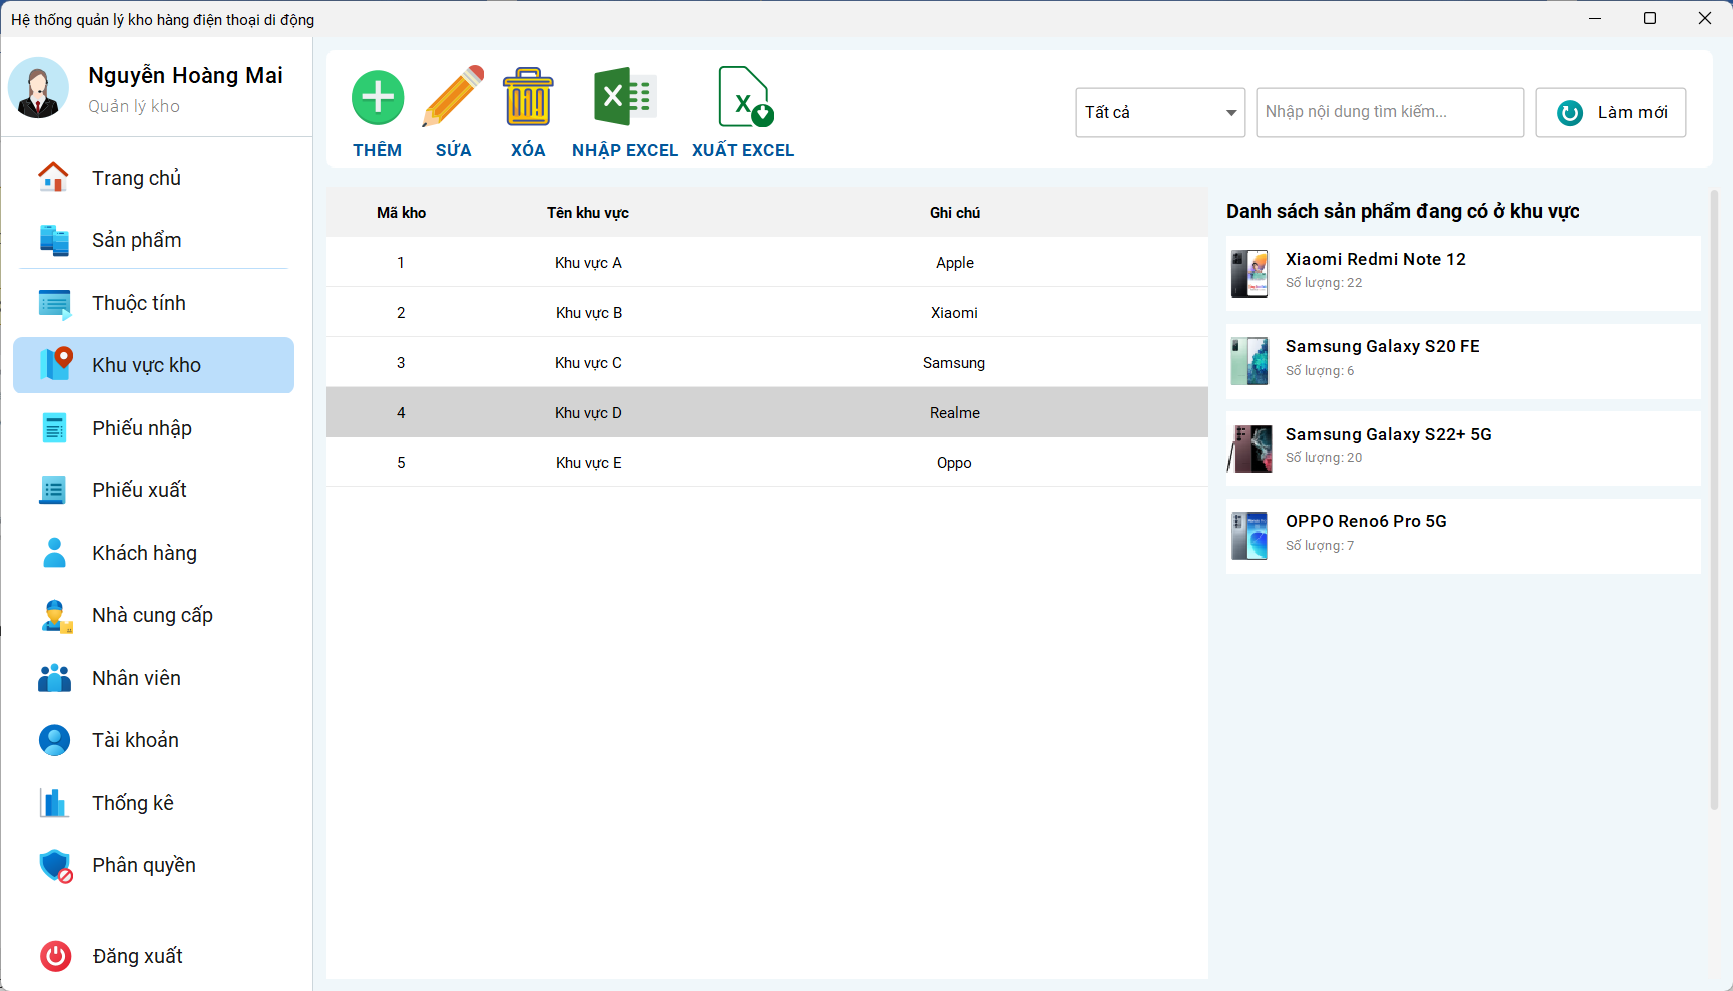 Hệ thống quản lý kho hàng điện thoại di động
Nguyễn Hoàng Mai
Quản lý kho
Trang chủ
Sản phẩm
Thuộc tính
Khu vực kho
Phiếu nhập
Phiếu xuất
Khách hàng
Nhà cung cấp
Nhân viên
Tài khoản
Thống kê
Phân quyền
Đăng xuất
THÊM SỬA XÓA NHẬP EXCEL XUẤT EXCEL
Tất cả Nhập nội dung tìm kiếm... Làm mới
Mã kho Tên khu vực Ghi chú
1 Khu vực A Apple
2 Khu vực B Xiaomi
3 Khu vực C Samsung
4 Khu vực D Realme
5 Khu vực E Oppo
Danh sách sản phẩm đang có ở khu vực
Xiaomi Redmi Note 12
Số lượng: 22
Samsung Galaxy S20 FE
Số lượng: 6
Samsung Galaxy S22+ 5G
Số lượng: 20
OPPO Reno6 Pro 5G
Số lượng: 7